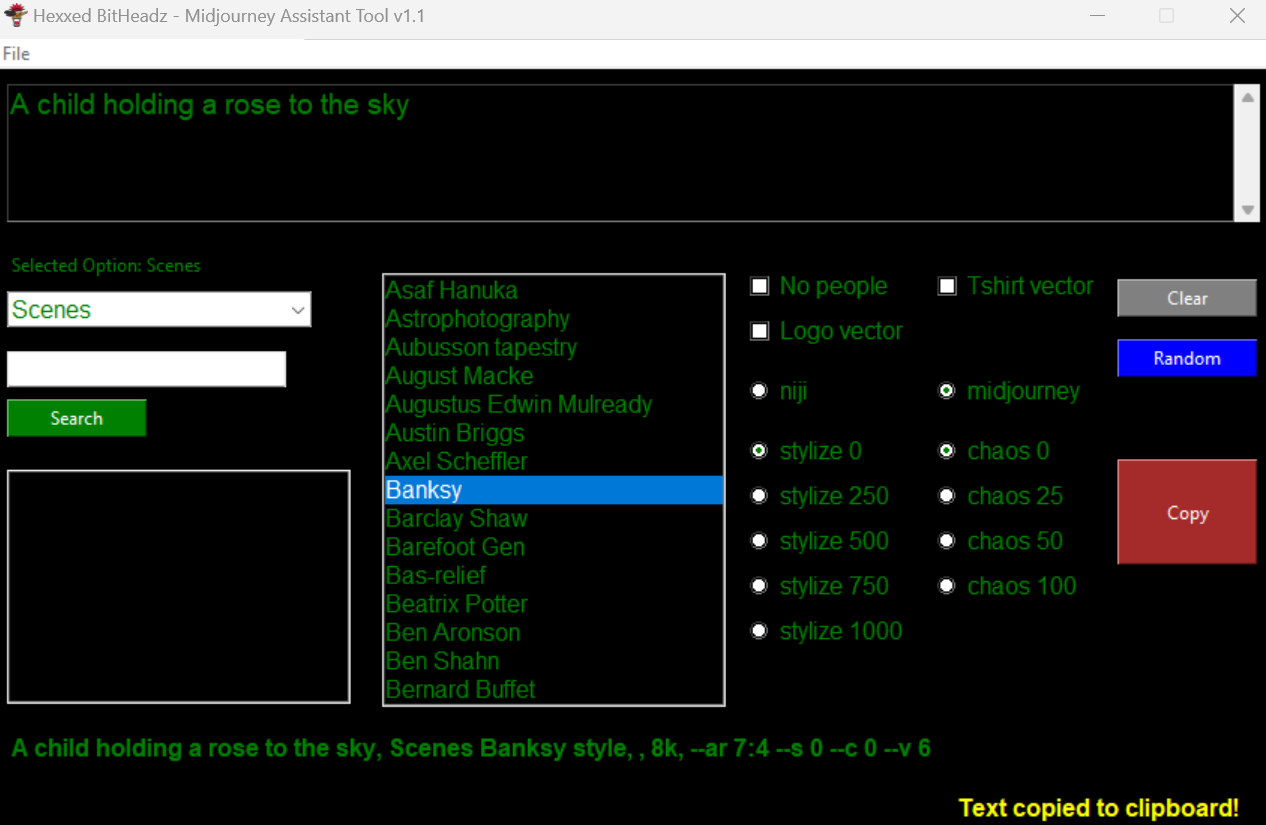 Hexxed BitHeadz - Midjourney Assistant Tool v1.1
File
A child holding a rose to the sky
Selected Option: Scenes
Scenes
Search
Asaf Hanuka
Astrophotography
Aubusson tapestry
August Macke
Augustus Edwin Mulready
Austin Briggs
Axel Scheffler
Banksy
Barclay Shaw
Barefoot Gen
Bas-relief
Beatrix Potter
Ben Aronson
Ben Shahn
Bernard Buffet
No people
Tshirt vector
Logo vector
niji
midjourney
stylize 0
chaos 0
stylize 250
chaos 25
stylize 500
chaos 50
stylize 750
chaos 100
stylize 1000
Clear
Random
Copy
A child holding a rose to the sky, Scenes Banksy style, , 8k, --ar 7:4 --s 0 --c 0 --v 6
Text copied to clipboard!